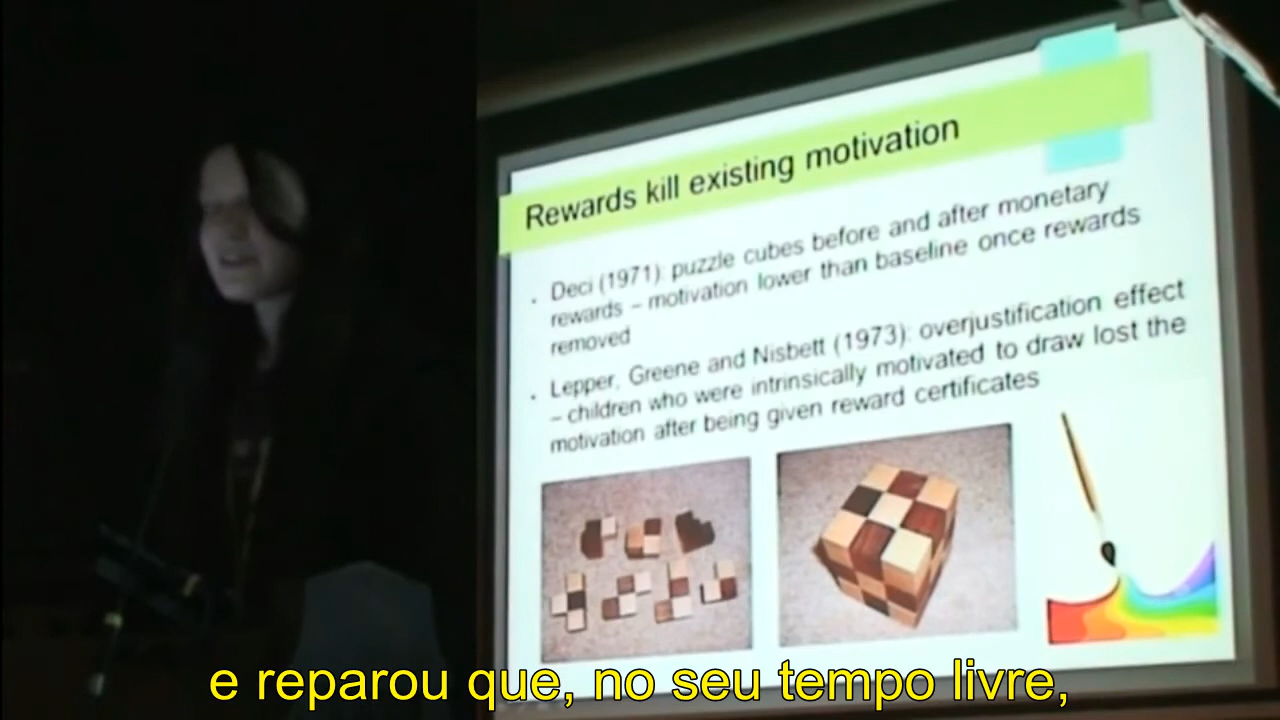 Rewards kill existing motivation
Deci (1971): puzzle cubes before and after monetary
rewards – motivation lower than baseline once rewards
removed
Lepper, Greene and Nisbett (1973): overjustification effect
– children who were intrinsically motivated to draw lost the
motivation after being given reward certificates
e reparou que, no seu tempo livre,